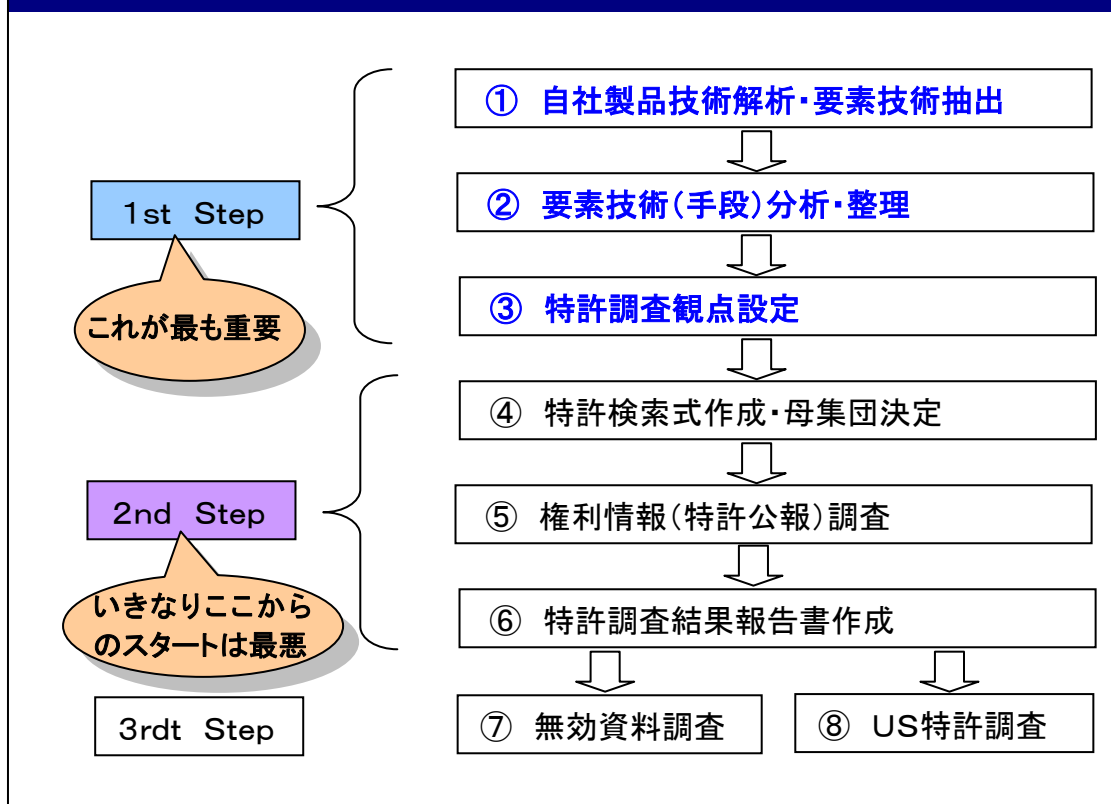 ① 自社製品技術解析・要素技術抽出
② 要素技術(手段)分析・整理
1st Step
③ 特許調査観点設定
これが最も重要
④ 特許検索式作成・母集団決定
2nd Step
⑤ 権利情報(特許公報)調査
いきなりここから
のスタートは最悪
⑥ 特許調査結果報告書作成
3rdt Step
⑦ 無効資料調査
⑧ US特許調査